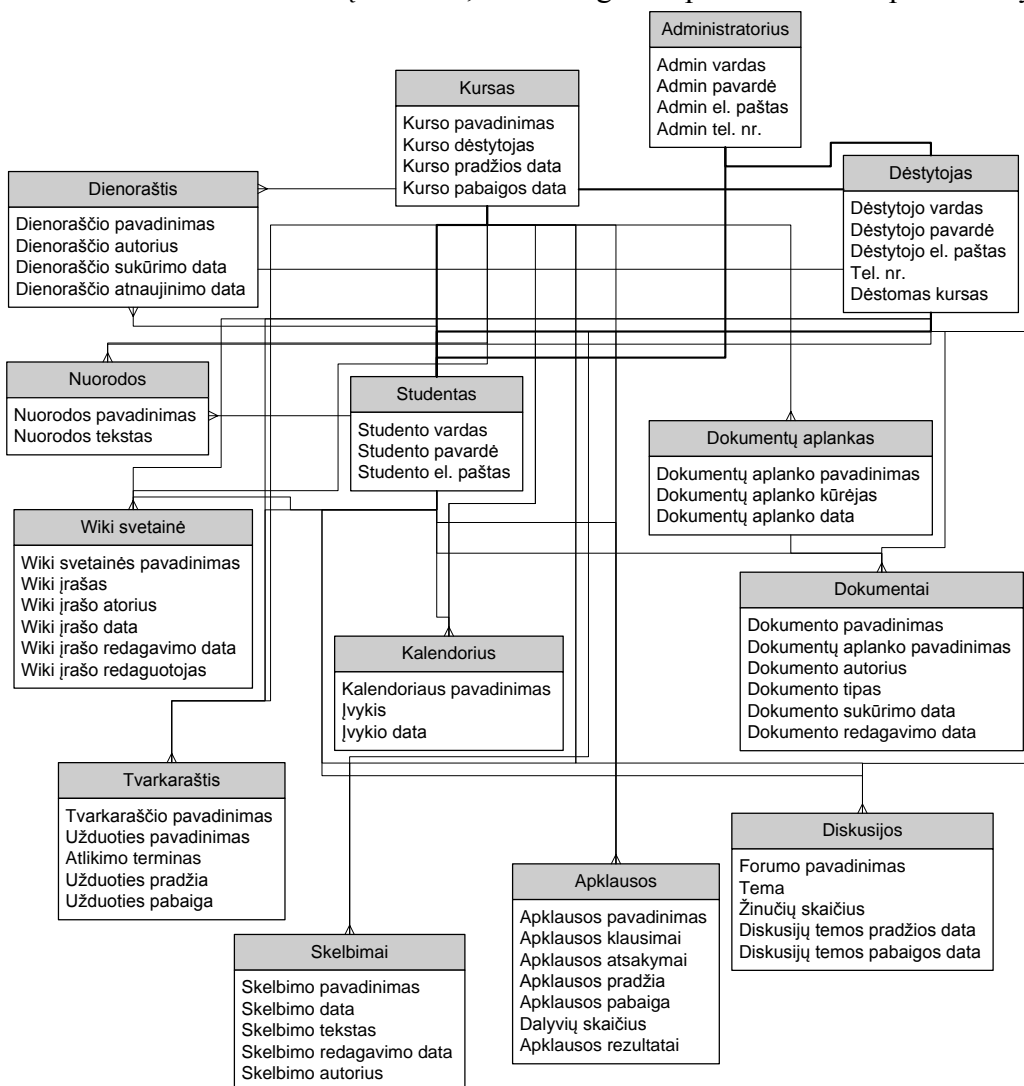 Administratorius
Admin vardas
Admin pavardė
Admin el. paštas
Admin tel. nr.
Kursas
Kurso pavadinimas
Kurso dėstytojas
Kurso pradžios data
Kurso pabaigos data
Dėstytojas
Dėstytojo vardas
Dėstytojo pavardė
Dėstytojo el. paštas
Tel. nr.
Dėstomas kursas
Dienoraštis
Dienoraščio pavadinimas
Dienoraščio autorius
Dienoraščio sukūrimo data
Dienoraščio atnaujinimo data
Nuorodos
Nuorodos pavadinimas
Nuorodos tekstas
Studentas
Studento vardas
Studento pavardė
Studento el. paštas
Dokumentų aplankas
Dokumentų aplanko pavadinimas
Dokumentų aplanko kūrėjas
Dokumentų aplanko data
Wiki svetainė
Wiki svetainės pavadinimas
Wiki įrašas
Wiki įrašo atorius
Wiki įrašo data
Wiki įrašo redagavimo data
Wiki įrašo redaguotojas
Dokumentai
Dokumento pavadinimas
Dokumentų aplanko pavadinimas
Dokumento autorius
Dokumento tipas
Dokumento sukūrimo data
Dokumento redagavimo data
Kalendorius
Kalendoriaus pavadinimas
Įvykis
Įvykio data
Tvarkaraštis
Tvarkaraščio pavadinimas
Užduoties pavadinimas
Atlikimo terminas
Užduoties pradžia
Užduoties pabaiga
Diskusijos
Forumo pavadinimas
Tema
Žinučių skaičius
Diskusijų temos pradžios data
Diskusijų temos pabaigos data
Apklausos
Apklausos pavadinimas
Apklausos klausimai
Apklausos atsakymai
Apklausos pradžia
Apklausos pabaiga
Dalyvių skaičius
Apklausos rezultatai
Skelbimai
Skelbimo pavadinimas
Skelbimo data
Skelbimo tekstas
Skelbimo redagavimo data
Skelbimo autorius